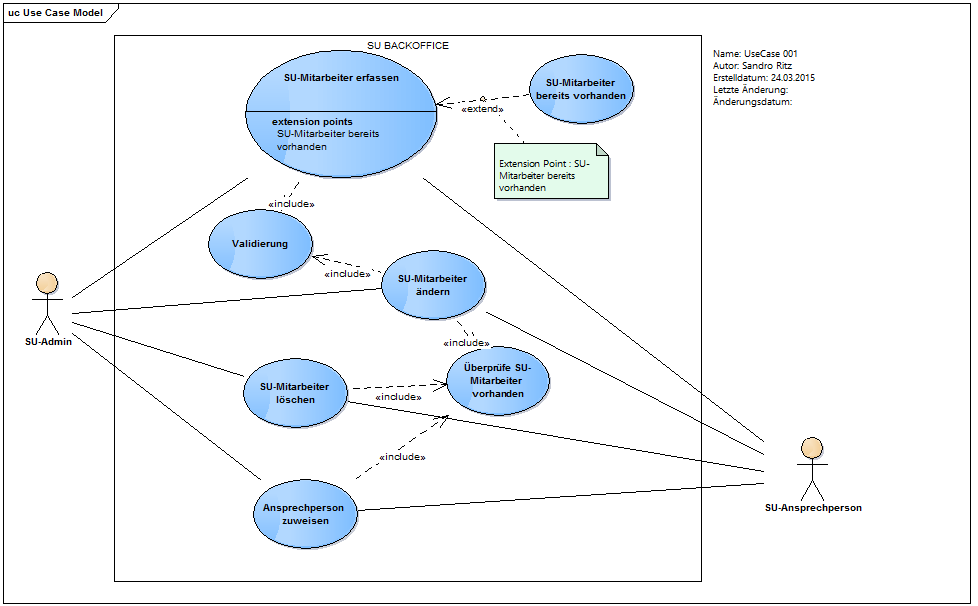 uc Use Case Model
SU BACKOFFICE
SU-Mitarbeiter erfassen
extension points
SU-Mitarbeiter bereits
vorhanden
SU-Mitarbeiter
bereits vorhanden
«extend»
Extension Point : SU-
Mitarbeiter bereits
vorhanden
Name: UseCase 001
Autor: Sandro Ritz
Erstelldatum: 24.03.2015
Letzte Änderung:
Änderungsdatum:
«include»
Validierung
«include»
SU-Mitarbeiter
ändern
SU-Admin
«include»
Überprüfe SU-
Mitarbeiter
vorhanden
SU-Mitarbeiter
löschen
«include»
«include»
Ansprechperson
zuweisen
SU-Ansprechperson